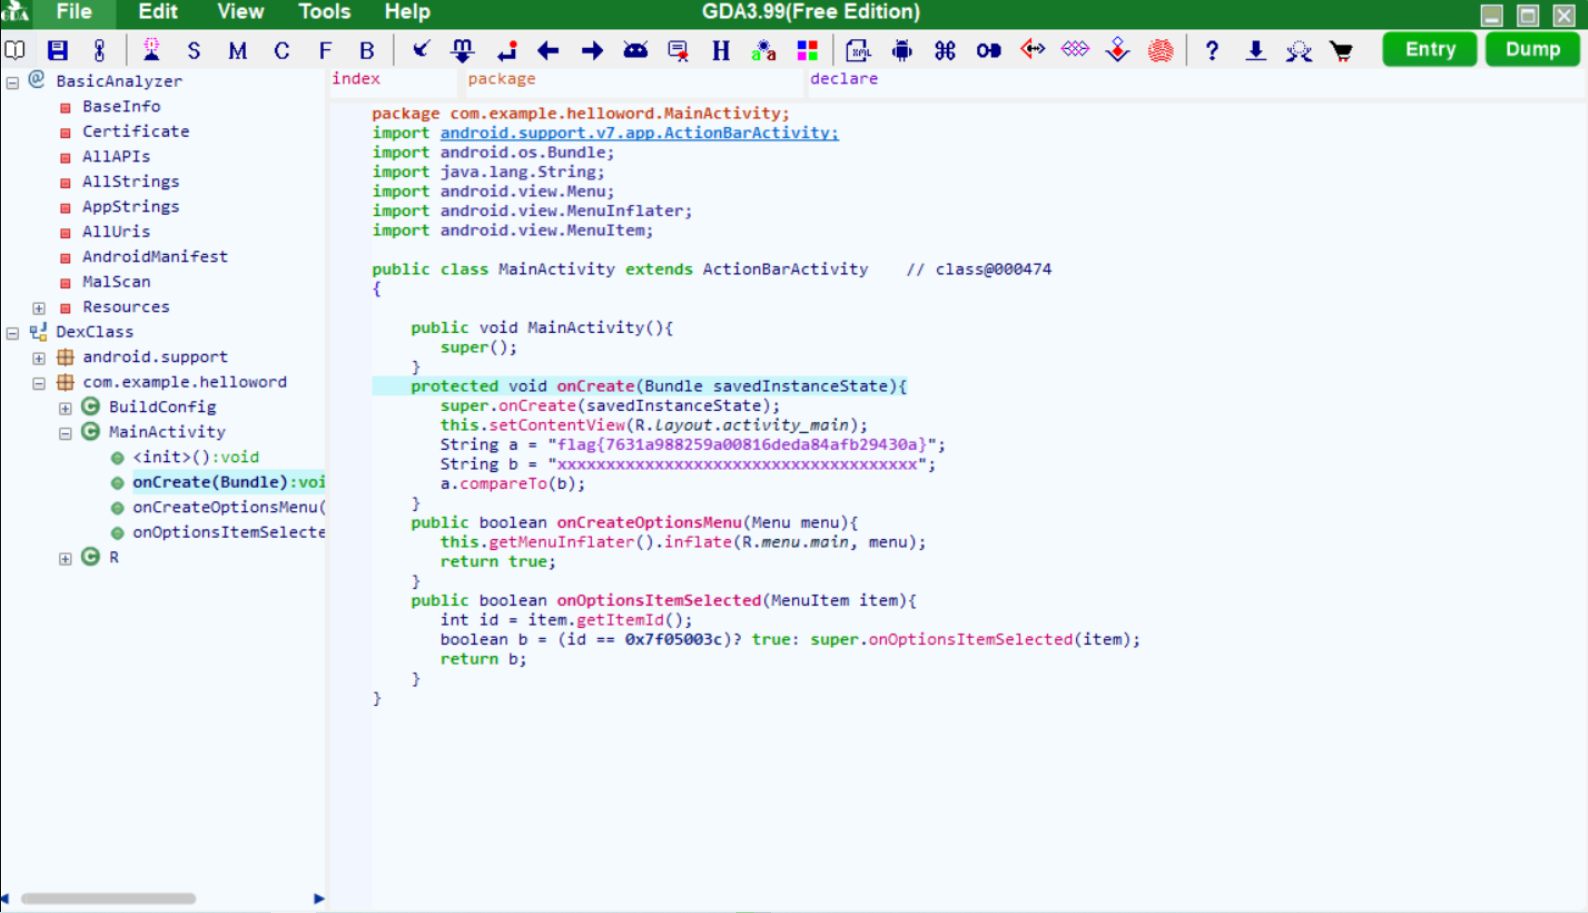 GDA
File Edit View Tools Help
GDA3.99(Free Edition)
S M C F B H a a XML ?
Entry Dump
BasicAnalyzer
BaseInfo
Certificate
AllAPIs
AllStrings
AppStrings
AllUris
AndroidManifest
MalScan
Resources
DexClass
android.support
com.example.helloword
BuildConfig
MainActivity
<init>():void
onCreate(Bundle):voi
onCreateOptionsMenu(
onOptionsItemSelecte
R
index package declare
package com.example.helloword.MainActivity;
import android.support.v7.app.ActionBarActivity;
import android.os.Bundle;
import java.lang.String;
import android.view.Menu;
import android.view.MenuInflater;
import android.view.MenuItem;
public class MainActivity extends ActionBarActivity // class@000474
{
public void MainActivity(){
super();
}
protected void onCreate(Bundle savedInstanceState){
super.onCreate(savedInstanceState);
this.setContentView(R.layout.activity_main);
String a = "flag{7631a988259a00816deda84afb29430a}";
String b = "xxxxxxxxxxxxxxxxxxxxxxxxxxxxxxxxxxxxx";
a.compareTo(b);
}
public boolean onCreateOptionsMenu(Menu menu){
this.getMenuInflater().inflate(R.menu.main, menu);
return true;
}
public boolean onOptionsItemSelected(MenuItem item){
int id = item.getItemId();
boolean b = (id == 0x7f05003c)? true: super.onOptionsItemSelected(item);
return b;
}
}